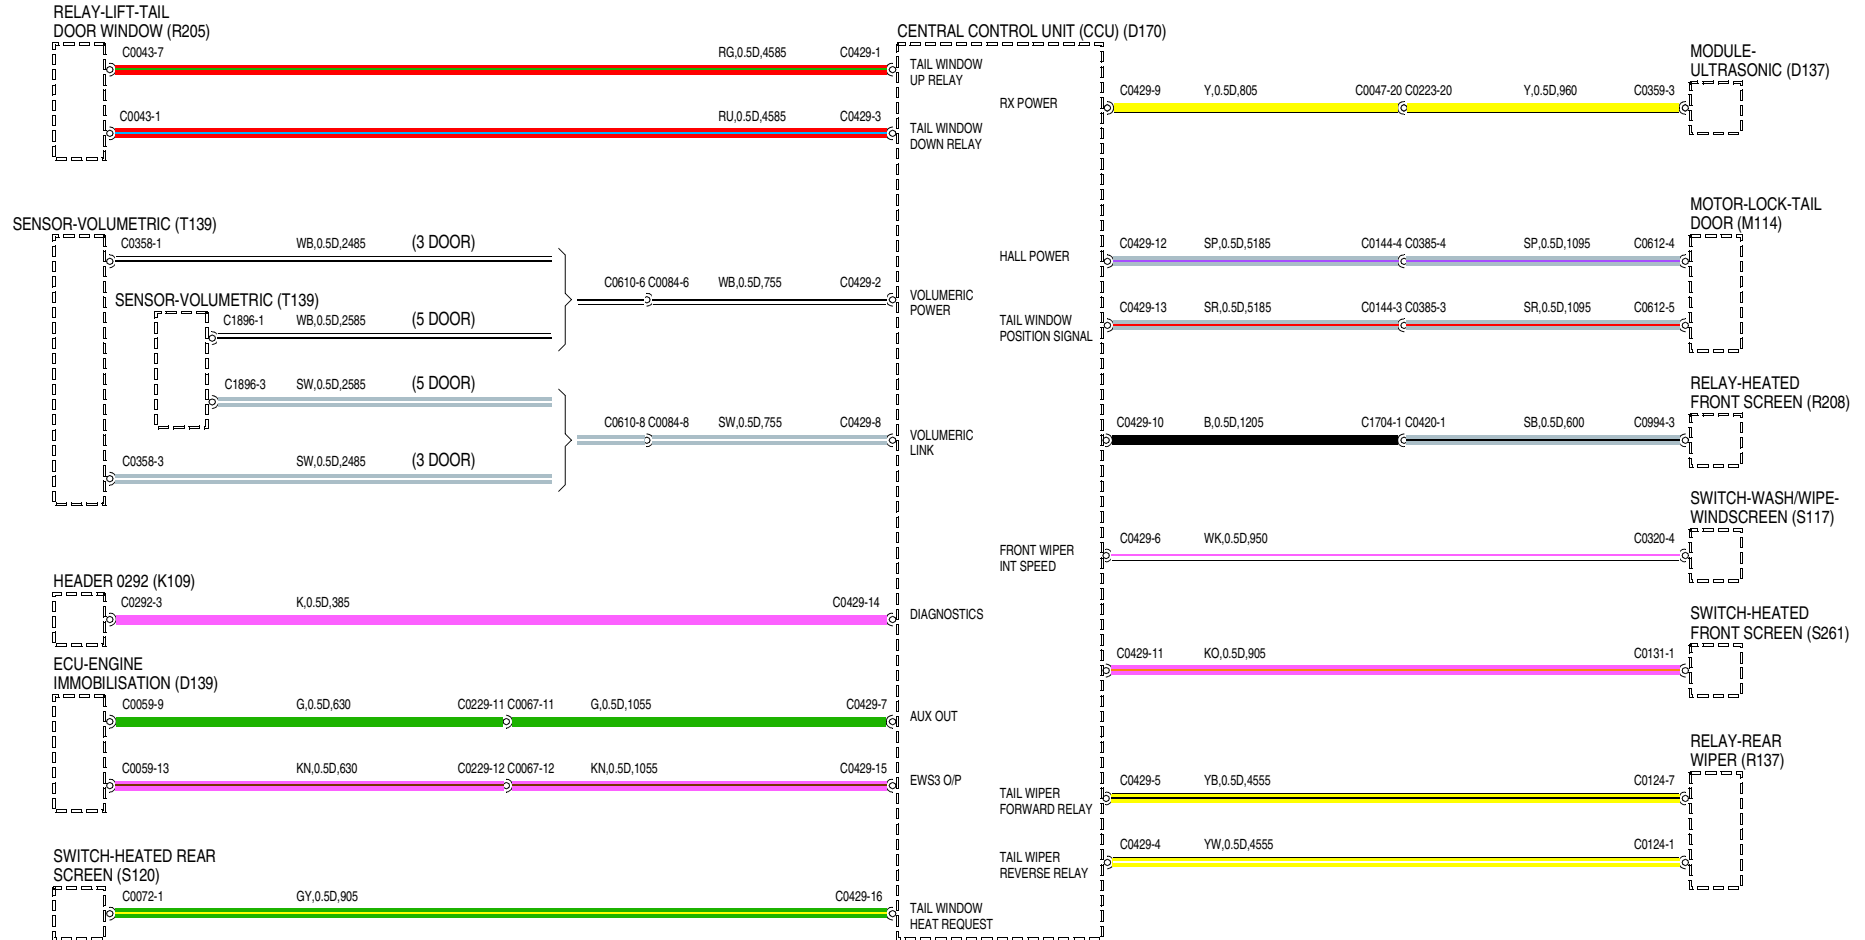 RELAY-LIFT-TAIL
DOOR WINDOW (R205)
C0043-7
RG,0.5D,4585
C0429-1
C0043-1
RU,0.5D,4585
C0429-3
SENSOR-VOLUMETRIC (T139)
C0358-1
WB,0.5D,2485
(3 DOOR)
SENSOR-VOLUMETRIC (T139)
C1896-1
WB,0.5D,2585
(5 DOOR)
C0610-6 C0084-6
WB,0.5D,755
C0429-2
C1896-3
SW,0.5D,2585
(5 DOOR)
C0610-8 C0084-8
SW,0.5D,755
C0429-8
C0358-3
SW,0.5D,2485
(3 DOOR)
HEADER 0292 (K109)
C0292-3
K,0.5D,385
C0429-14
ECU-ENGINE
IMMOBILISATION (D139)
C0059-9
G,0.5D,630
C0229-11 C0067-11
G,0.5D,1055
C0429-7
C0059-13
KN,0.5D,630
C0229-12 C0067-12
KN,0.5D,1055
C0429-15
SWITCH-HEATED REAR
SCREEN (S120)
C0072-1
GY,0.5D,905
C0429-16
CENTRAL CONTROL UNIT (CCU) (D170)
TAIL WINDOW
UP RELAY
TAIL WINDOW
DOWN RELAY
VOLUMERIC
POWER
VOLUMERIC
LINK
DIAGNOSTICS
AUX OUT
EWS3 O/P
TAIL WINDOW
HEAT REQUEST
RX POWER
HALL POWER
TAIL WINDOW
POSITION SIGNAL
FRONT WIPER
INT SPEED
TAIL WIPER
FORWARD RELAY
TAIL WIPER
REVERSE RELAY
MODULE-
ULTRASONIC (D137)
C0429-9
Y,0.5D,805
C0047-20 C0223-20
Y,0.5D,960
C0359-3
MOTOR-LOCK-TAIL
DOOR (M114)
C0429-12
SP,0.5D,5185
C0144-4 C0385-4
SP,0.5D,1095
C0612-4
C0429-13
SR,0.5D,5185
C0144-3 C0385-3
SR,0.5D,1095
C0612-5
RELAY-HEATED
FRONT SCREEN (R208)
C0429-10
B,0.5D,1205
C1704-1 C0420-1
SB,0.5D,600
C0994-3
SWITCH-WASH/WIPE-
WINDSCREEN (S117)
C0429-6
WK,0.5D,950
C0320-4
SWITCH-HEATED
FRONT SCREEN (S261)
C0429-11
KO,0.5D,905
C0131-1
RELAY-REAR
WIPER (R137)
C0429-5
YB,0.5D,4555
C0124-7
C0429-4
YW,0.5D,4555
C0124-1